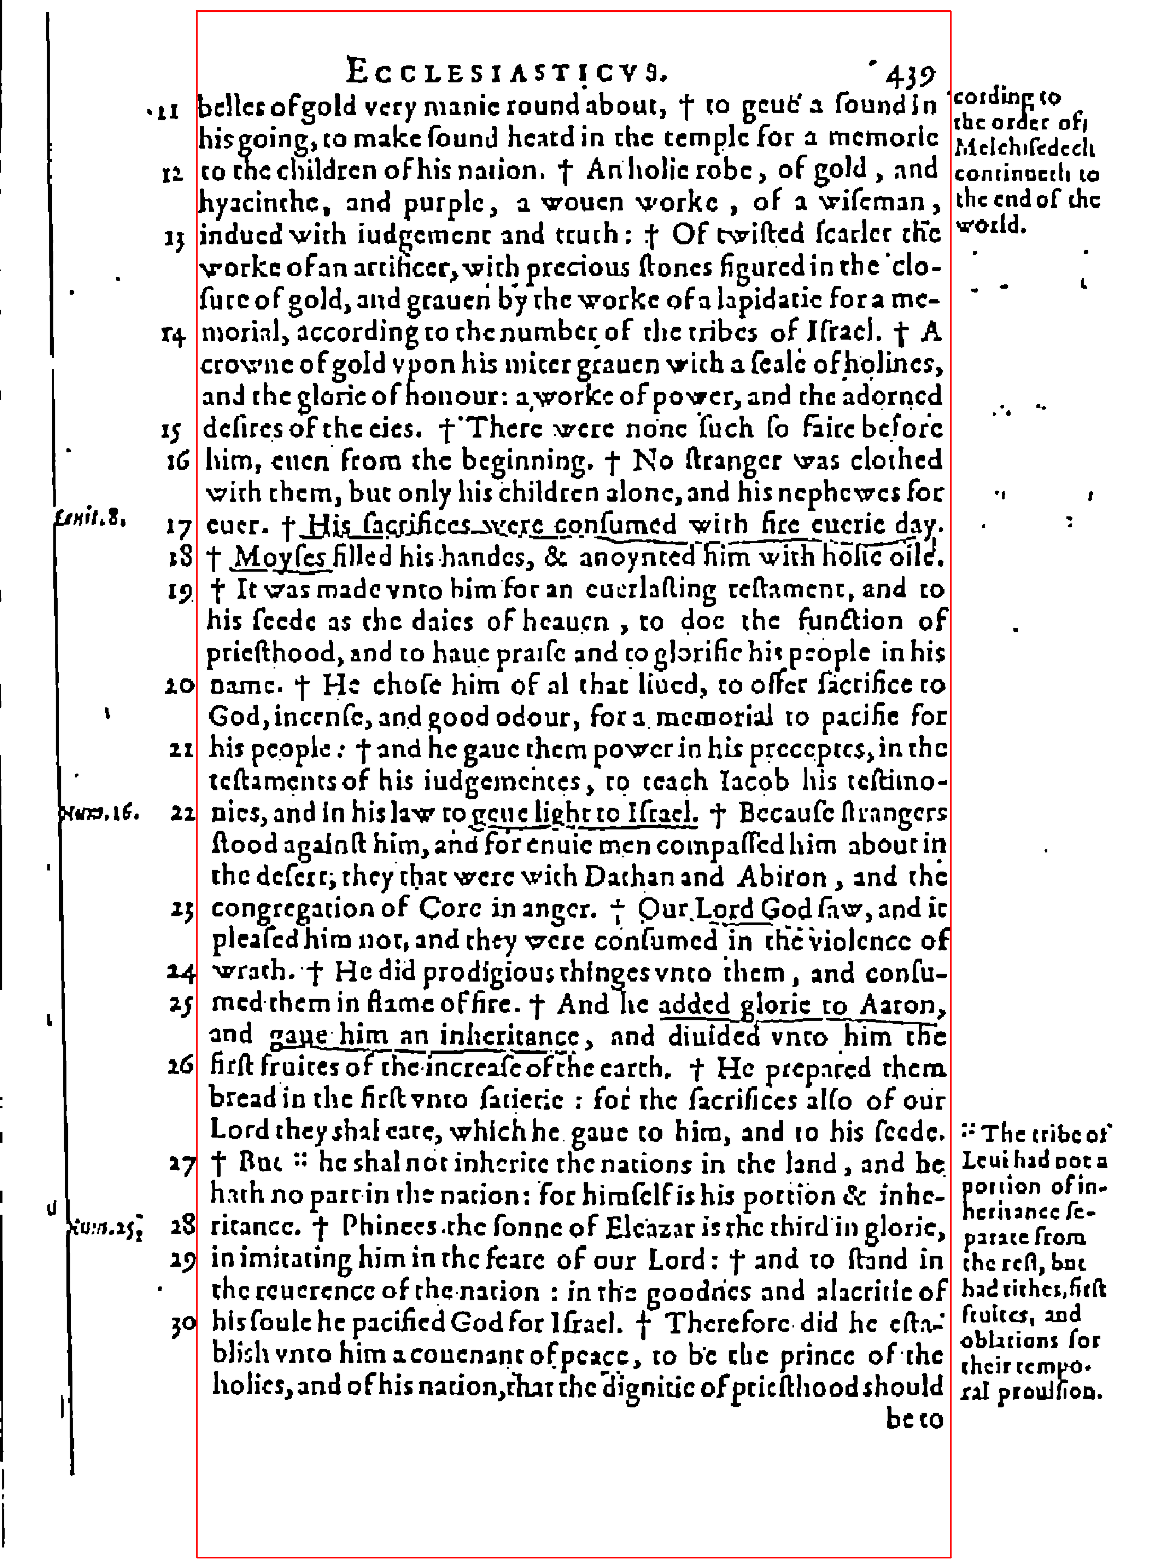 ECCLESIASTICVS. 439
11 belles of gold very manie round about, † to geue a ſound in
his going, to make ſound heard in the temple for a memorie
12 to the children of his nation. † An holie robe, of gold, and
hyacinthe, and purple, a wouen worke, of a wiſeman,
13 indued with iudgement and truth: † Of twiſted ſcarlet the
worke of an artificer, with precious ſtones figured in the clo-
ſure of gold, and grauen by the worke of a lapidarie for a me-
14 morial, according to the number of the tribes of Iſrael. † A
crowne of gold vpon his miter grauen with a ſeale of holines,
and the glorie of honour: a worke of power, and the adorned
15 deſires of the eies. † There were none ſuch ſo faire before
16 him, euen from the beginning. † No ſtranger was clothed
with them, but only his children alone, and his nephewes for
17 euer. † His ſacrifices were conſumed with fire euerie day.
18 † Moyſes filled his handes, & anoynted him with holie oile.
19 † It was made vnto him for an euerlaſting teſtament, and to
his ſeede as the daies of heauen, to doe the function of
prieſthood, and to haue praiſe and to glorifie his people in his
20 name. † He choſe him of al that liued, to offer ſacrifice to
God, incenſe, and good odour, for a memorial to pacifie for
21 his people: † and he gaue them power in his preceptes, in the
teſtaments of his iudgementes, to teach Iacob his teſtimo-
22 nies, and in his law to geue light to Iſrael. † Becauſe ſtrangers
ſtood againſt him, and for enuie men compaſſed him about in
the deſert, they that were with Dathan and Abiron, and the
23 congregation of Core in anger. † Our Lord God ſaw, and it
pleaſed him not, and they were conſumed in the violence of
24 wrath. † He did prodigious thinges vnto them, and conſu-
25 med them in flame of fire. † And he added glorie to Aaron,
and gaue him an inheritance, and diuided vnto him the
26 firſt fruites of the increaſe of the earth. † He prepared them
bread in the firſt vnto ſatietie: for the ſacrifices alſo of our
Lord they shal eate, which he gaue to him, and to his ſeede.
27 † But :: he shal not inherite the nations in the land, and he
hath no part in the nation: for himſelf is his portion & inhe-
28 ritance. † Phinees the ſonne of Eleazar is the third in glorie,
29 in imitating him in the feare of our Lord: † and to ſtand in
the reuerence of the nation: in the goodnes and alacritie of
30 his ſoule he pacified God for Iſrael. † Therefore did he eſta-
blish vnto him a couenant of peace, to be the prince of the
holies, and of his nation, that the dignitie of prieſthood should
be to
cording to
the order of
Melchiſedech
continueth to
the end of the
world.
Leuit. 8.
Num. 16.
Num. 25.
:: The tribe of
Leui had not a
portion of in-
heritance ſe-
parate from
the reſt, but
had tithes, firſt
fruites, and
oblations for
their tempo-
ral prouiſion.